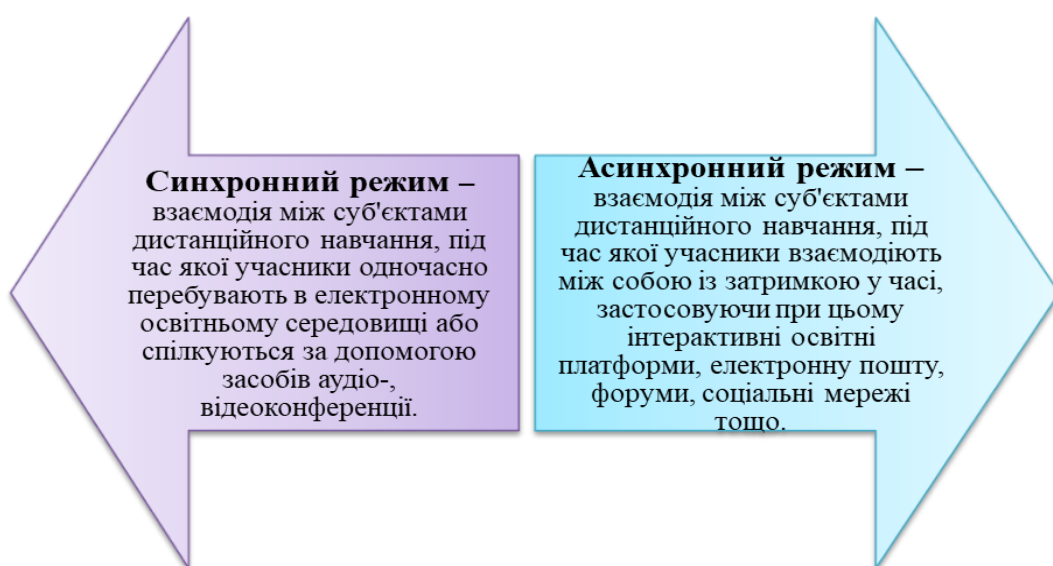 Синхронний режим –
взаємодія між суб'єктами
дистанційного навчання, під
час якої учасники одночасно
перебувають в електронному
освітньому середовищі або
спілкуються за допомогою
засобів аудіо-,
відеоконференції.
Асинхронний режим –
взаємодія між суб'єктами
дистанційного навчання, під
час якої учасники взаємодіють
між собою із затримкою у часі,
застосовуючи при цьому
інтерактивні освітні
платформи, електронну пошту,
форуми, соціальні мережі
тощо.